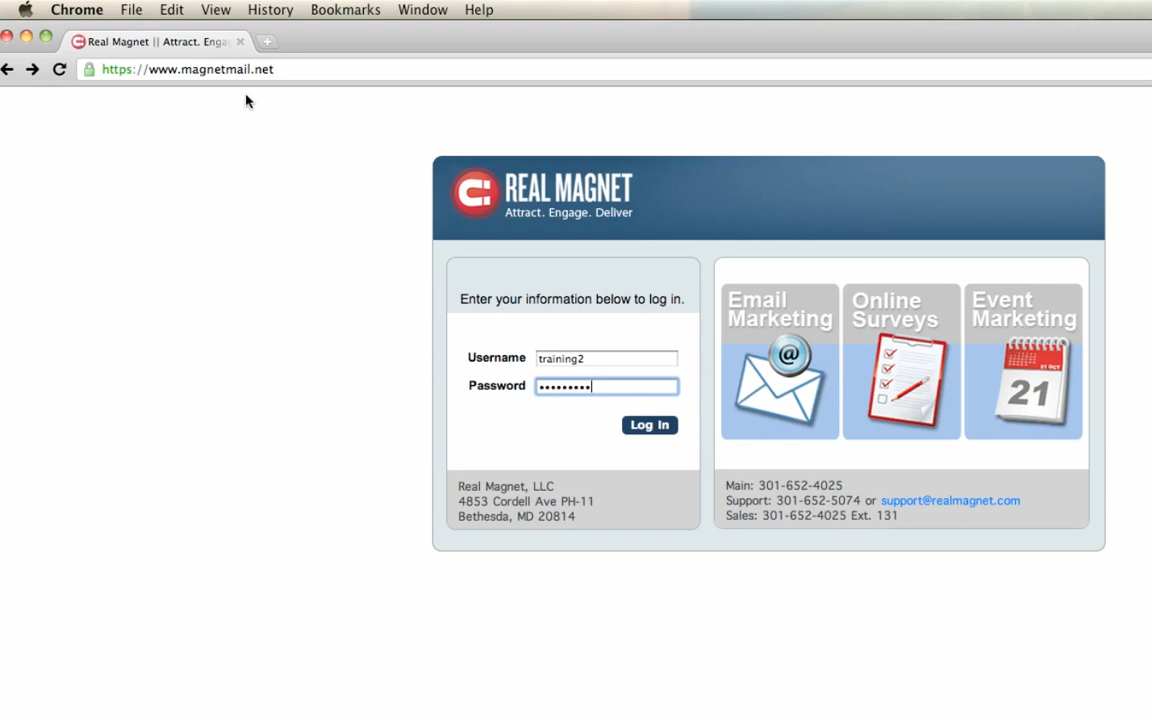 Chrome File Edit View History Bookmarks Window Help
Real Magnet || Attract. Enga
https://www.magnetmail.net
REAL MAGNET
Attract. Engage. Deliver
Enter your information below to log in.
Username training2
Password •••••••••
Log In
Email Marketing
Online Surveys
Event Marketing
21 OCT
21
Real Magnet, LLC
4853 Cordell Ave PH-11
Bethesda, MD 20814
Main: 301-652-4025
Support: 301-652-5074 or support@realmagnet.com
Sales: 301-652-4025 Ext. 131